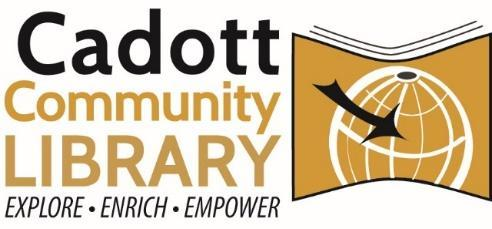 Cadott
Community
LIBRARY
EXPLORE • ENRICH • EMPOWER